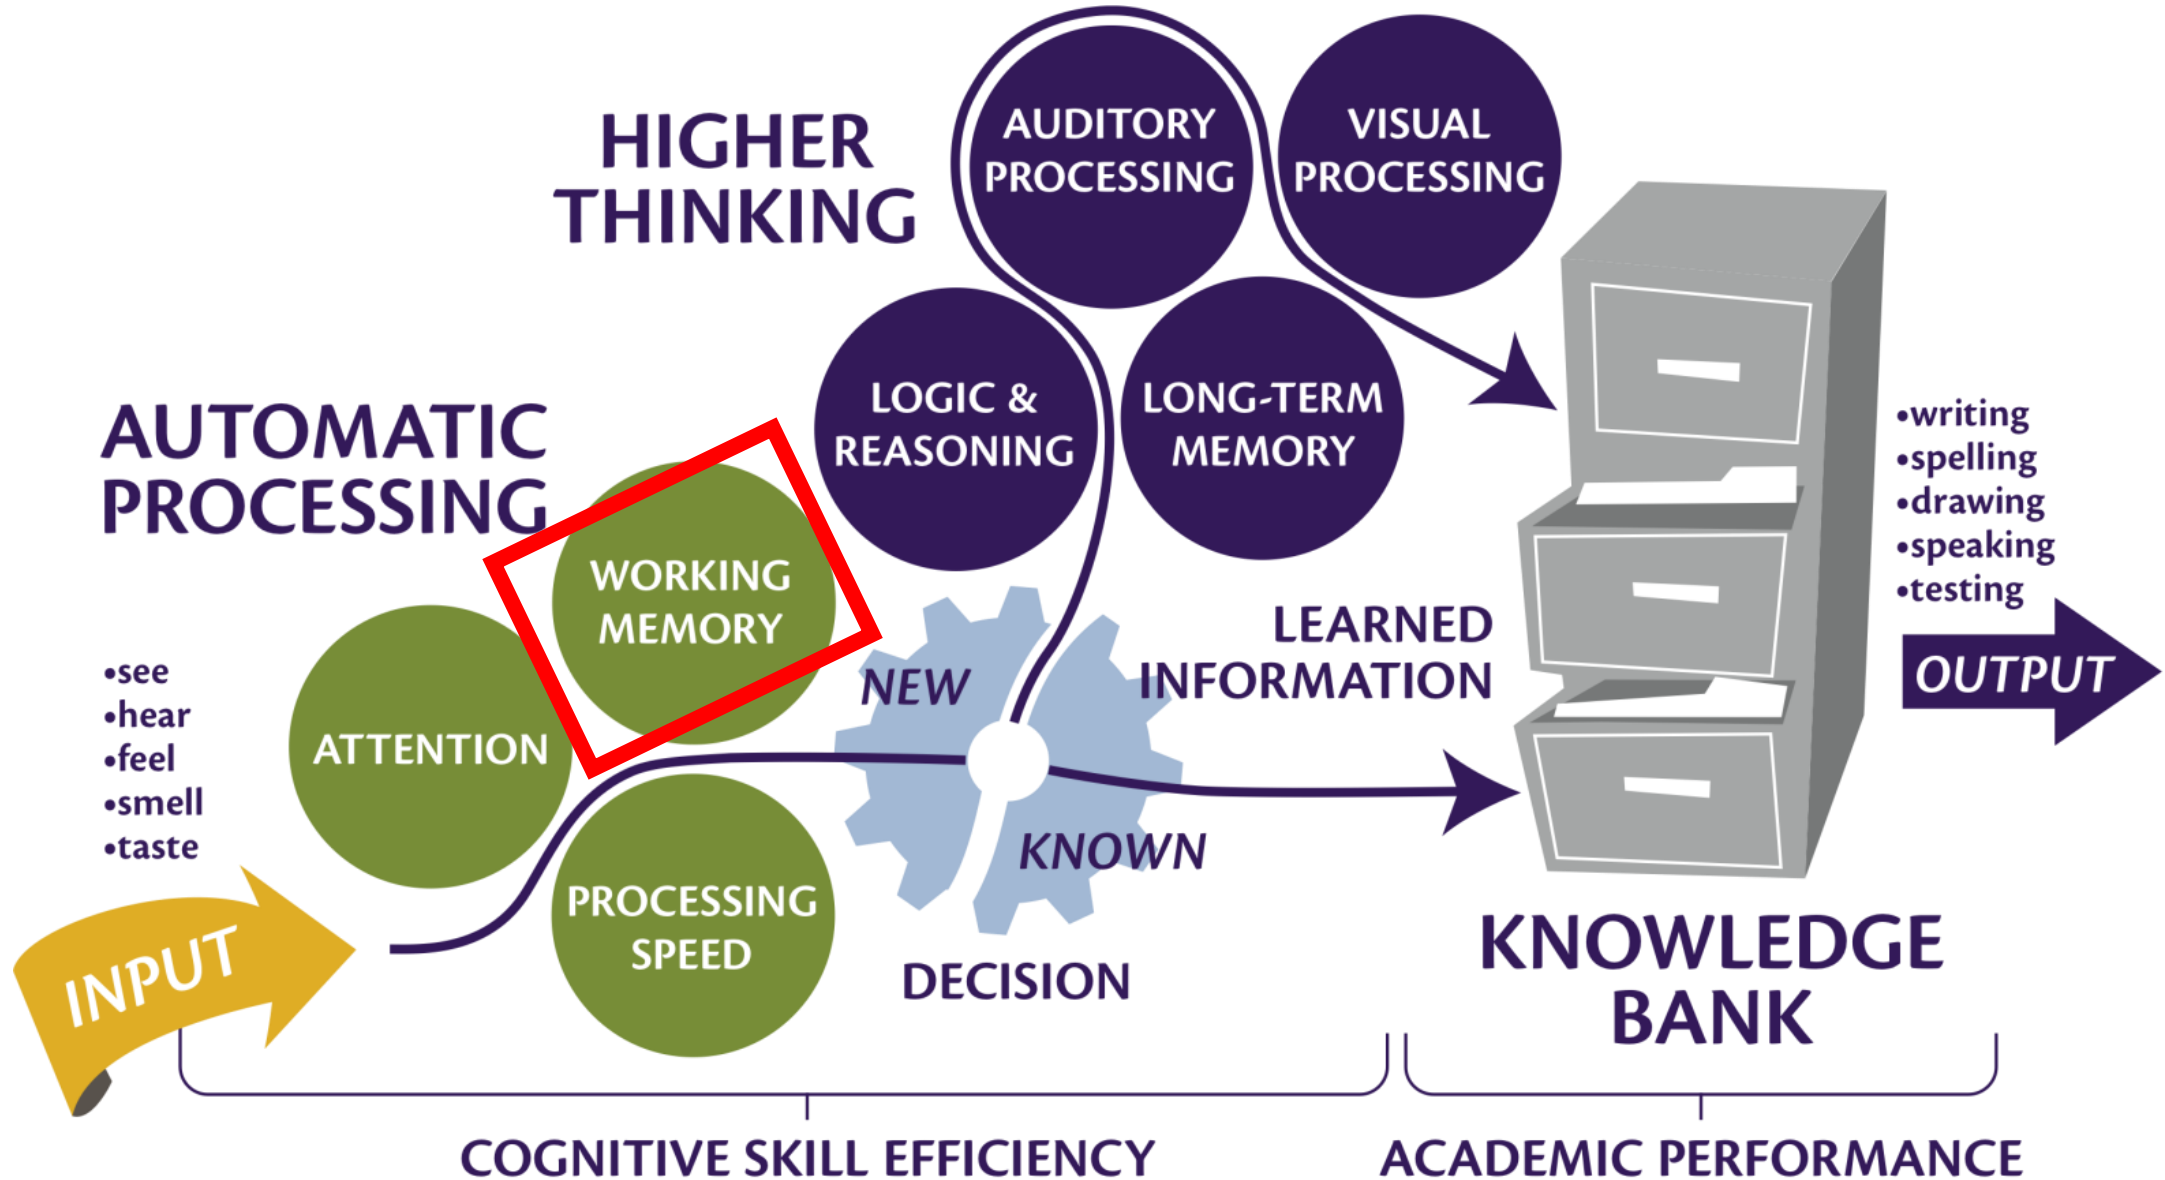 HIGHER
THINKING
AUDITORY
PROCESSING
VISUAL
PROCESSING
LOGIC &
REASONING
LONG-TERM
MEMORY
AUTOMATIC
PROCESSING
WORKING
MEMORY
ATTENTION
PROCESSING
SPEED
•see
•hear
•feel
•smell
•taste
INPUT
NEW
KNOWN
DECISION
LEARNED
INFORMATION
•writing
•spelling
•drawing
•speaking
•testing
OUTPUT
KNOWLEDGE
BANK
COGNITIVE SKILL EFFICIENCY
ACADEMIC PERFORMANCE